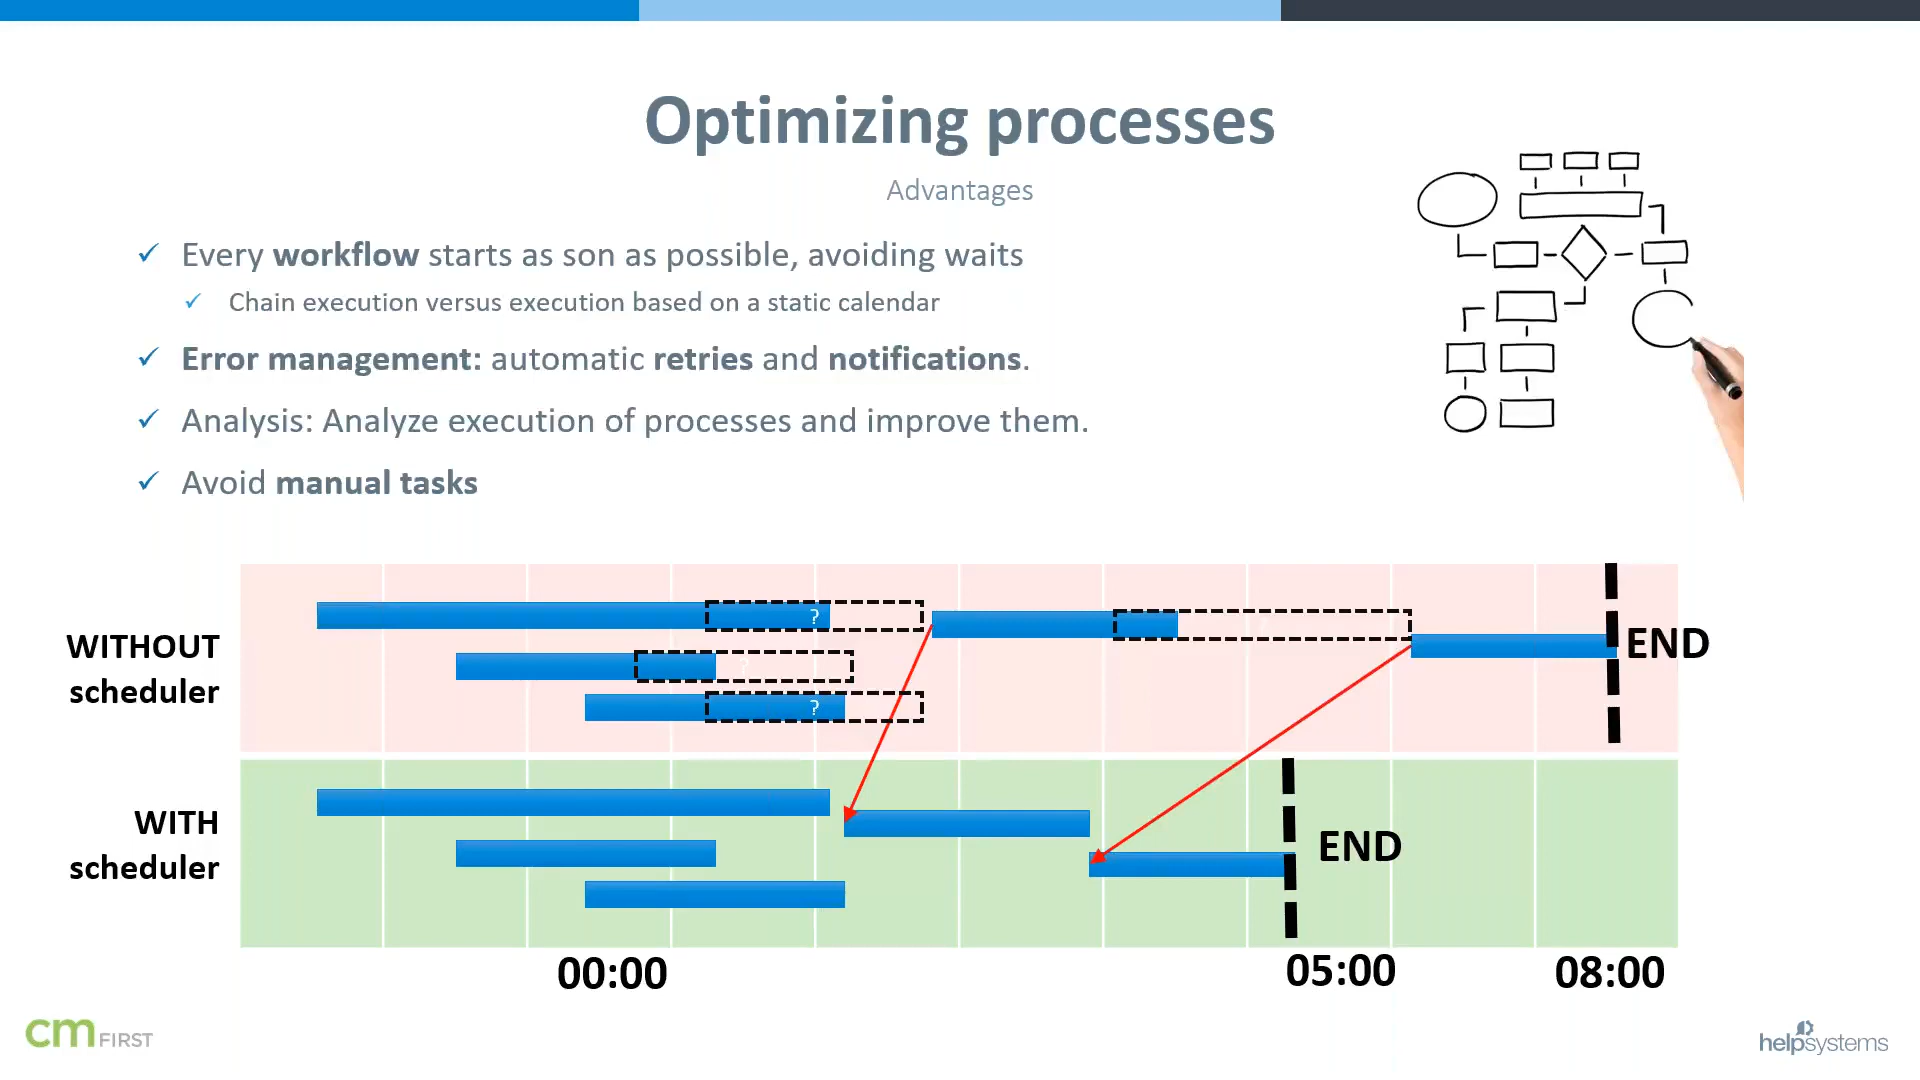 Optimizing processes
Advantages
Every workflow starts as son as possible, avoiding waits
Chain execution versus execution based on a static calendar
Error management: automatic retries and notifications.
Analysis: Analyze execution of processes and improve them.
Avoid manual tasks
WITHOUT
scheduler
?
?
?
END
WITH
scheduler
END
00:00
05:00
08:00
cm FIRST
helpsystems